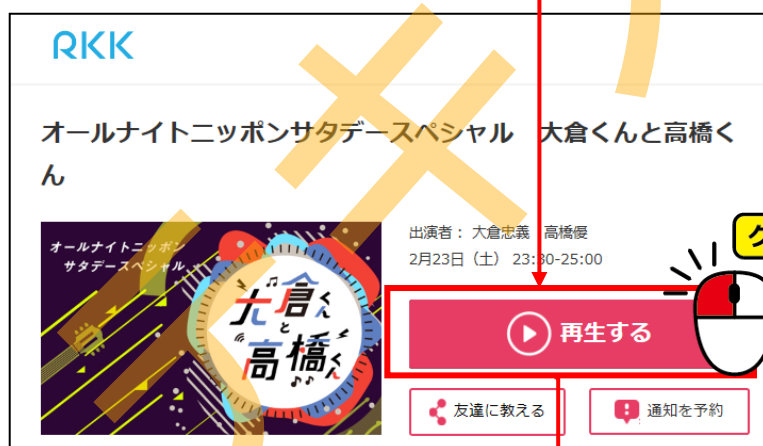 RKK
オールナイトニッポンサタデースペシャル 大倉くんと高橋く
ん
オールナイトニッポン
サタデースペシャル
大倉くん
と
高橋くん
出演者： 大倉忠義 高橋優
2月23日（土） 23:30-25:00
ク
再生する
友達に教える
通知を予約